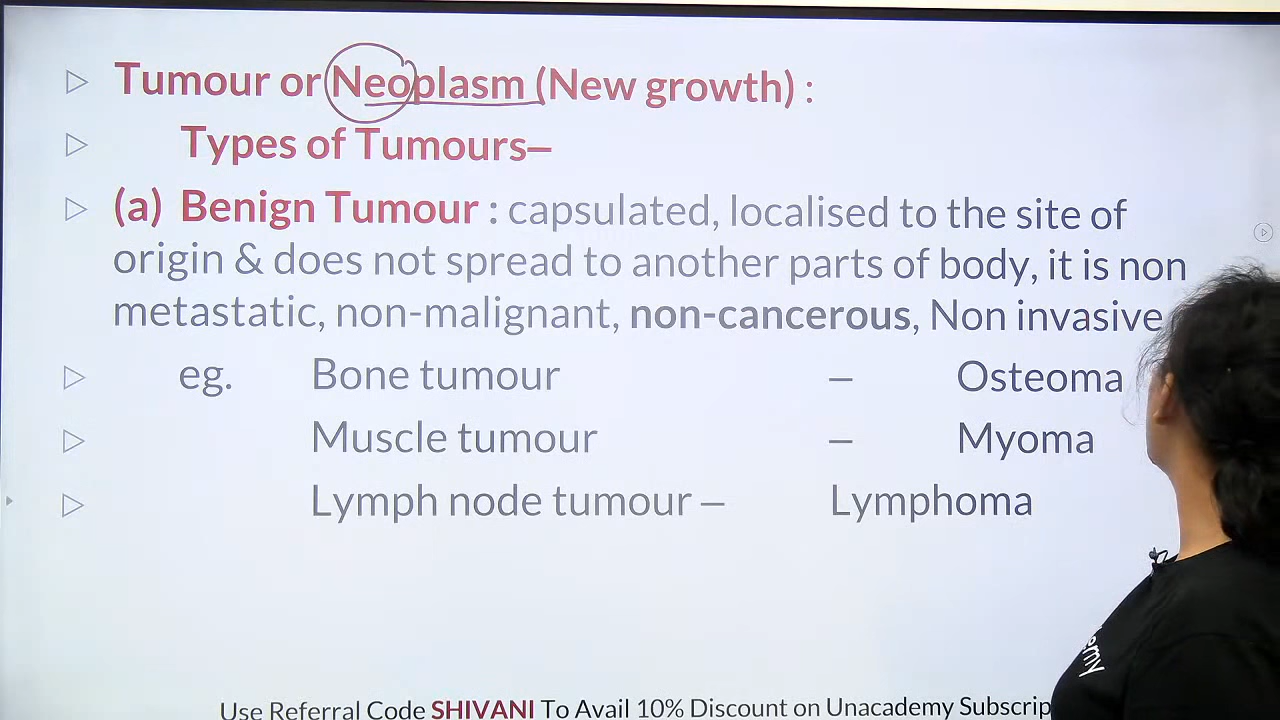 Tumour or Neoplasm (New growth) :
Types of Tumours–
(a) Benign Tumour : capsulated, localised to the site of
origin & does not spread to another parts of body, it is non
metastatic, non-malignant, non-cancerous, Non invasive
eg. Bone tumour – Osteoma
Muscle tumour – Myoma
Lymph node tumour – Lymphoma
Use Referral Code SHIVANI To Avail 10% Discount on Unacademy Subscrip